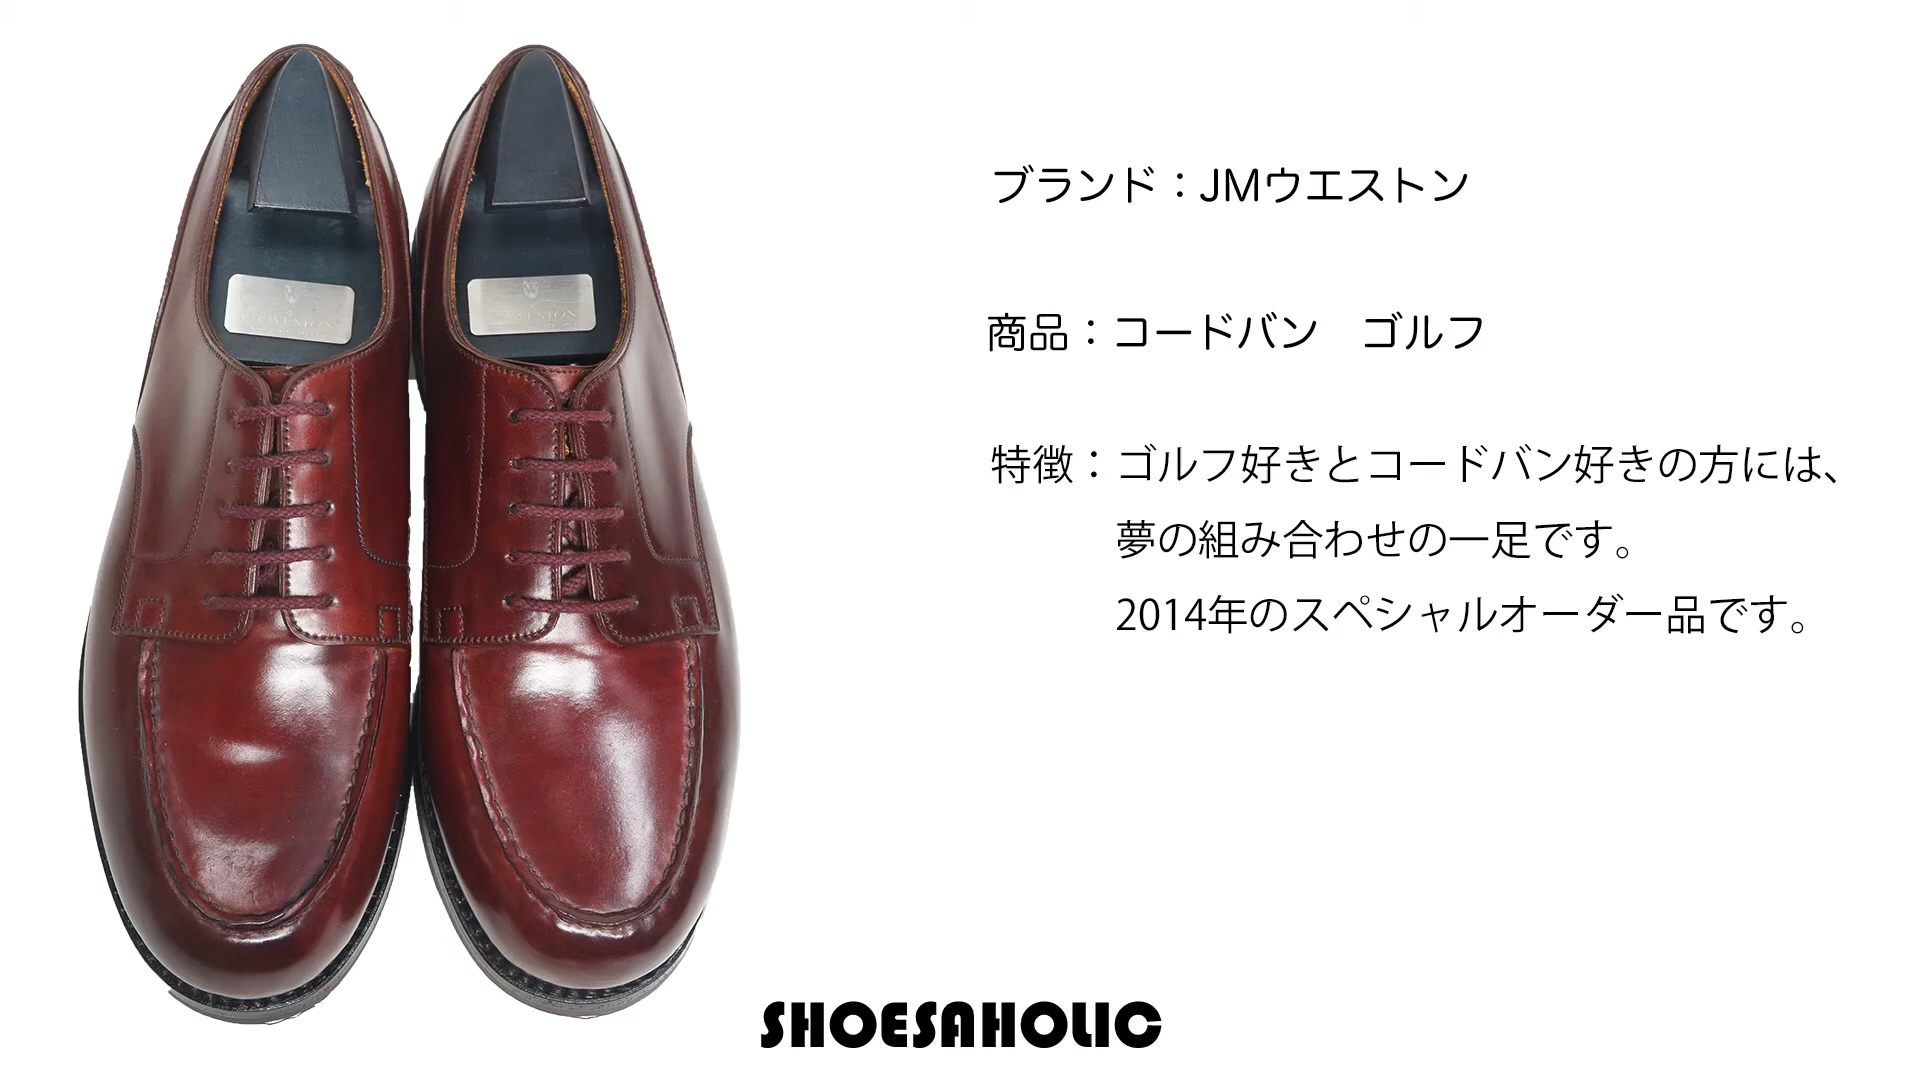 ブランド：JMウエストン
商品：コードバン　ゴルフ
特徴：ゴルフ好きとコードバン好きの方には、
夢の組み合わせの一足です。
2014年のスペシャルオーダー品です。
SHOESAHOLIC